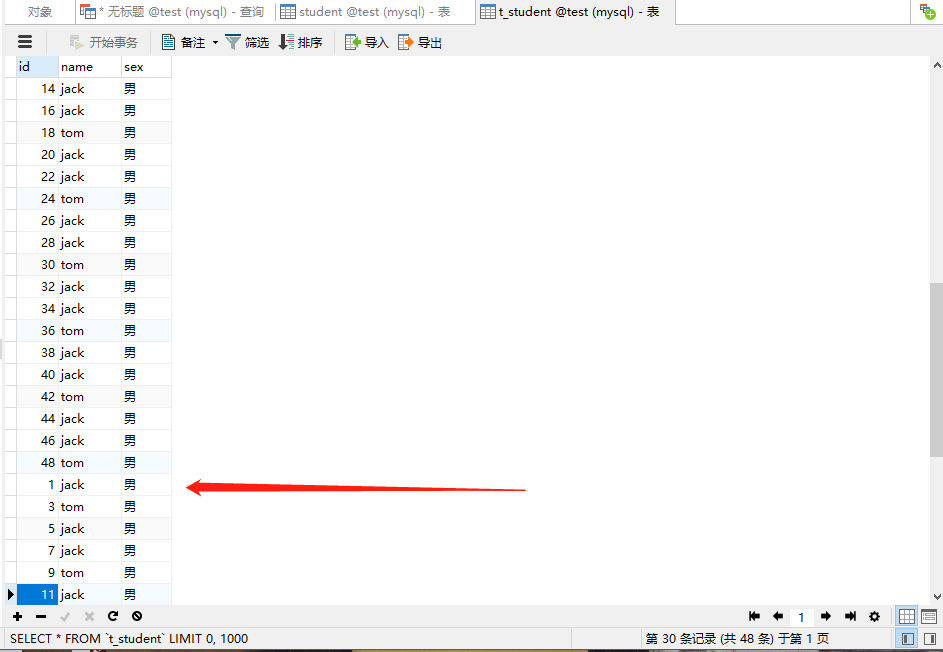 对象 * 无标题 @test (mysql) - 查询 student @test (mysql) - 表 t_student @test (mysql) - 表
开始事务 备注 筛选 排序 导入 导出
id name sex
14 jack 男
16 jack 男
18 tom 男
20 jack 男
22 jack 男
24 tom 男
26 jack 男
28 jack 男
30 tom 男
32 jack 男
34 jack 男
36 tom 男
38 jack 男
40 jack 男
42 tom 男
44 jack 男
46 jack 男
48 tom 男
1 jack 男
3 tom 男
5 jack 男
7 jack 男
9 tom 男
11 jack 男
1
SELECT * FROM `t_student` LIMIT 0, 1000 第 30 条记录 (共 48 条) 于第 1 页